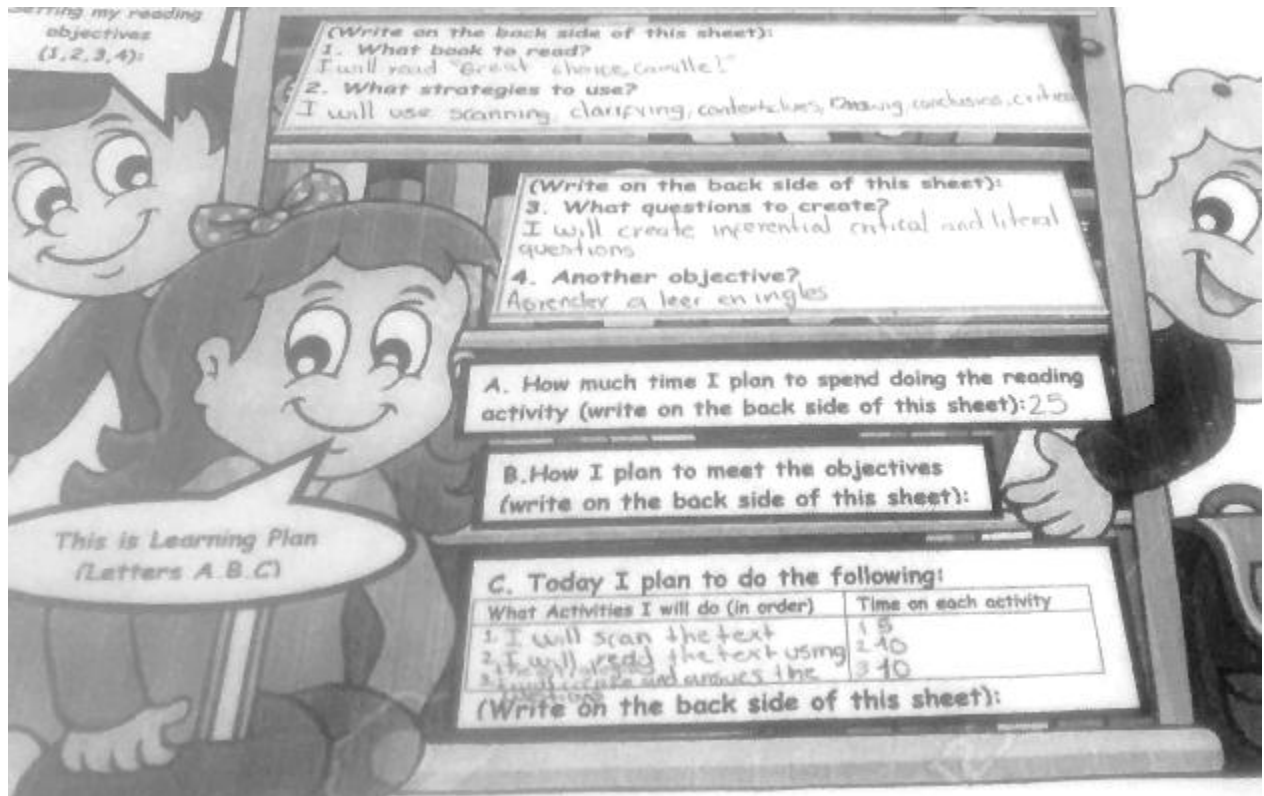 Setting my reading
objectives
(1,2,3,4):
(Write on the back side of this sheet):
1. What book to read?
I will read "Great choice, Camille!"
2. What strategies to use?
I will use scanning, clarifying, Drawing conclusions,
(Write on the back side of this sheet):
3. What questions to create?
I will create inferential critical and literal
questions
4. Another objective?
Aprender a leer en ingles
A. How much time I plan to spend doing the reading
activity (write on the back side of this sheet): 25
B.How I plan to meet the objectives
(write on the back side of this sheet):
This is Learning Plan
(Letters A.B.C)
C. Today I plan to do the following:
What Activities I will do (in order) Time on each activity
1. I will scan the text 1 5
2. I will read the text using 2 10
3. I will and answer the 3 10
(Write on the back side of this sheet):